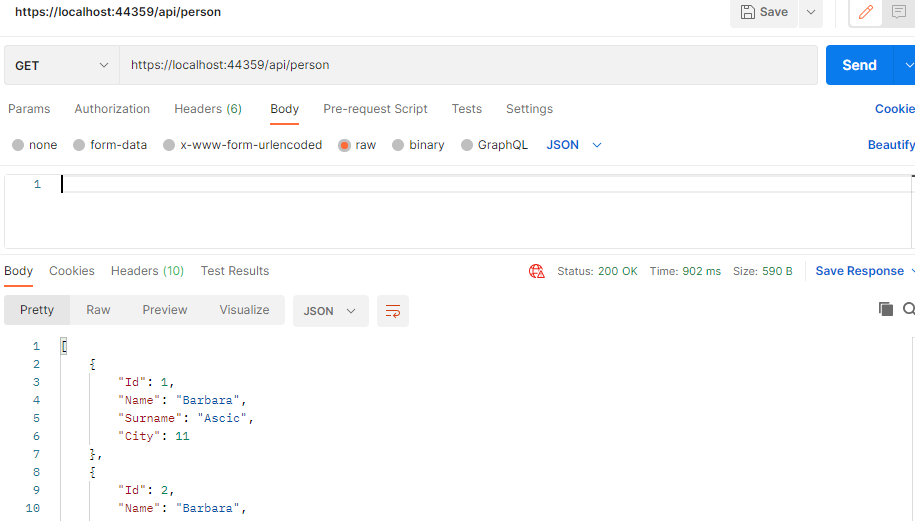 https://localhost:44359/api/person Save
GET https://localhost:44359/api/person Send
Params Authorization Headers (6) Body Pre-request Script Tests Settings Cookie
none form-data x-www-form-urlencoded raw binary GraphQL JSON Beautify
1
Body Cookies Headers (10) Test Results Status: 200 OK Time: 902 ms Size: 590 B Save Response
Pretty Raw Preview Visualize JSON
1 [
2 {
3 "Id": 1,
4 "Name": "Barbara",
5 "Surname": "Ascic",
6 "City": 11
7 },
8 {
9 "Id": 2,
10 "Name": "Barbara",